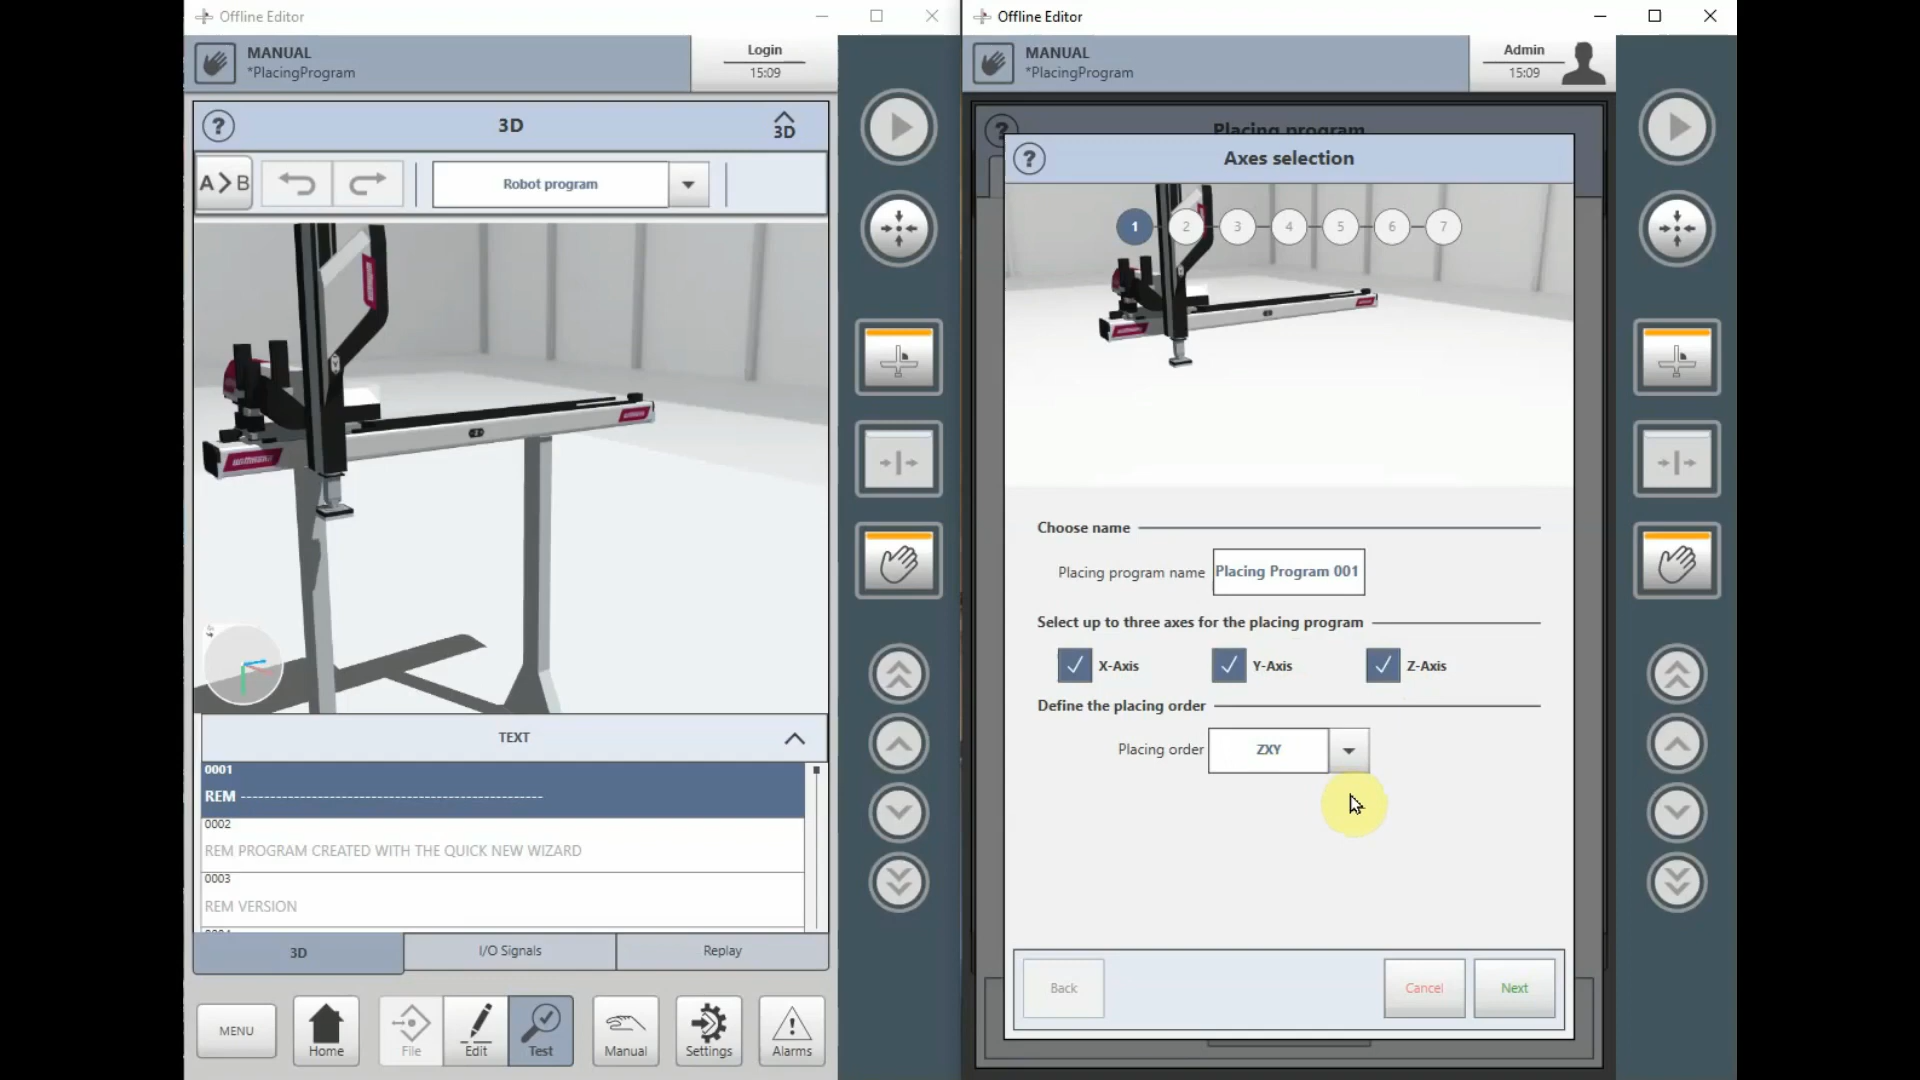 Offline Editor
MANUAL
*PlacingProgram
Login
15:09
?
3D
3D
A>B
Robot program
TEXT
0001
REM ----------------------------------------------------
0002
REM PROGRAM CREATED WITH THE QUICK NEW WIZARD
0003
REM VERSION
3D
I/O Signals
Replay
MENU
Home
File
Edit
Test
Manual
Settings
Alarms
Offline Editor
MANUAL
*PlacingProgram
Admin
15:09
?
Placing program
?
Axes selection
1
2
3
4
5
6
7
Choose name
Placing program name
Placing Program 001
Select up to three axes for the placing program
X-Axis
Y-Axis
Z-Axis
Define the placing order
Placing order
ZXY
Back
Cancel
Next